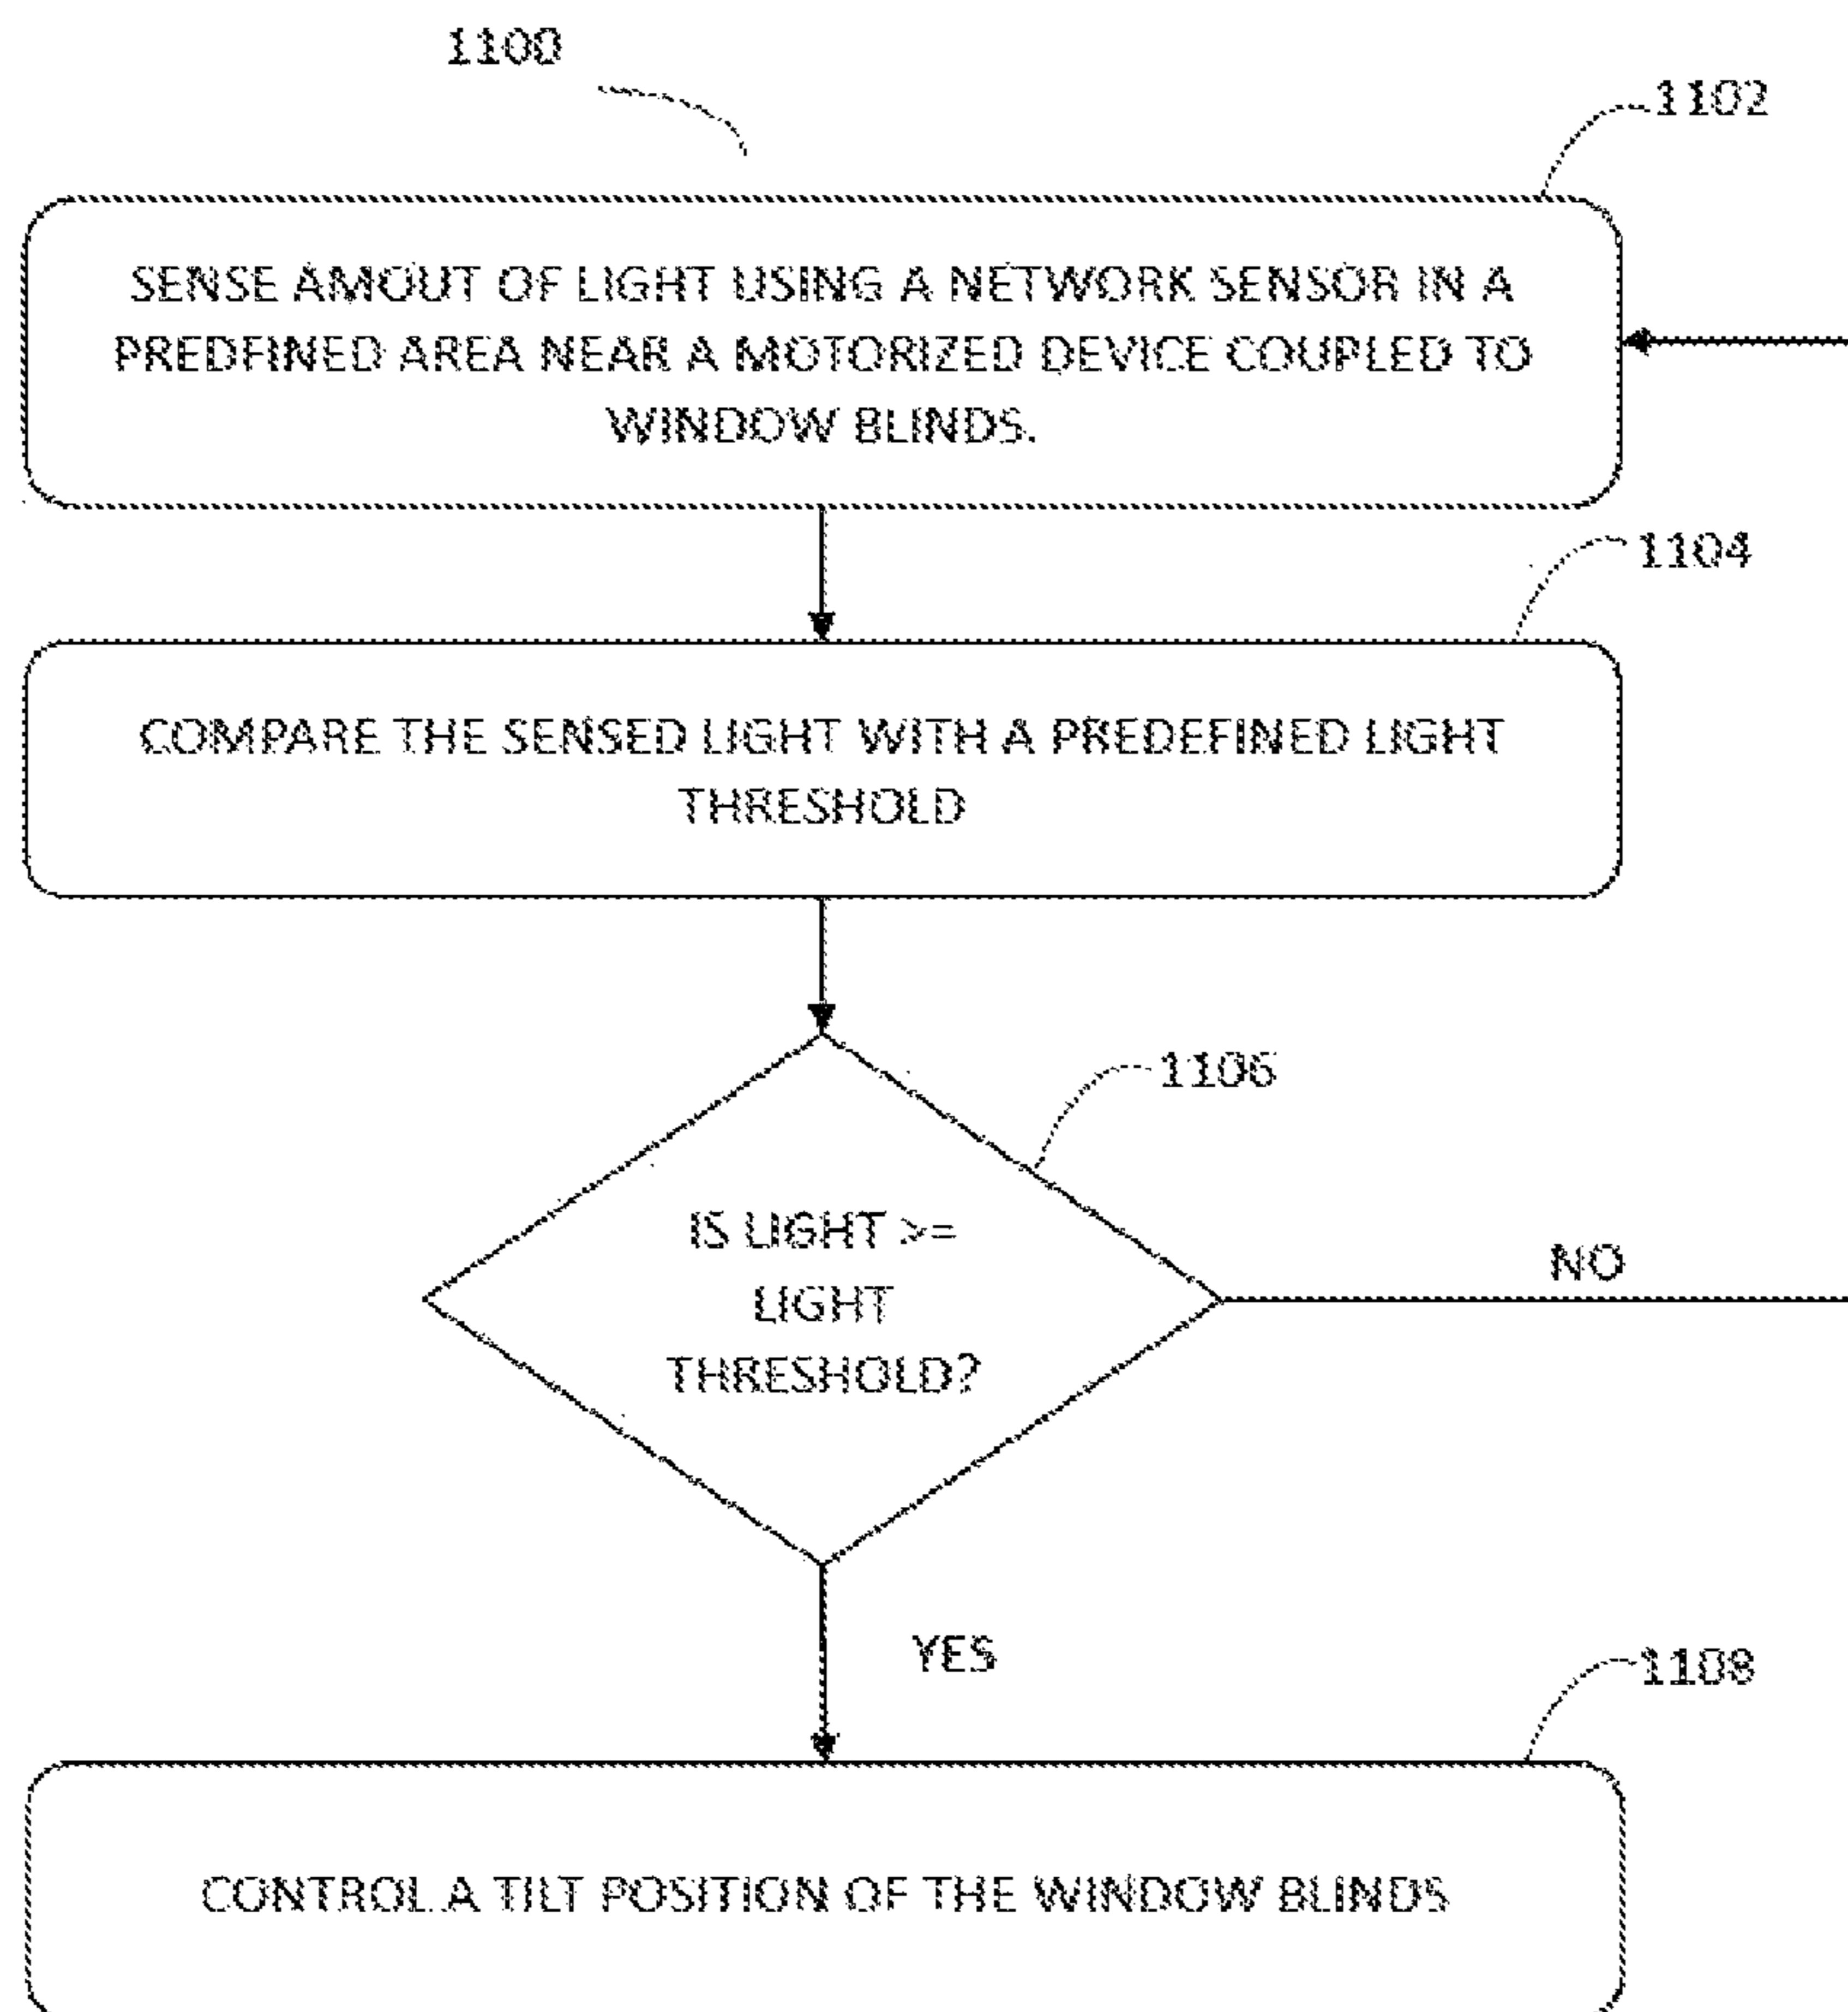 1100
1102
SENSE AMOUT OF LIGHT USING A NETWORK SENSOR IN A
PREDFINED AREA NEAR A MOTORIZED DEVICE COUPLED TO
WINDOW BLINDS.
1104
COMPARE THE SENSED LIGHT WITH A PREDEFINED LIGHT
THRESHOLD
1106
IS LIGHT >=
LIGHT
THRESHOLD?
NO
YES
1108
CONTROL A TILT POSITION OF THE WINDOW BLINDS